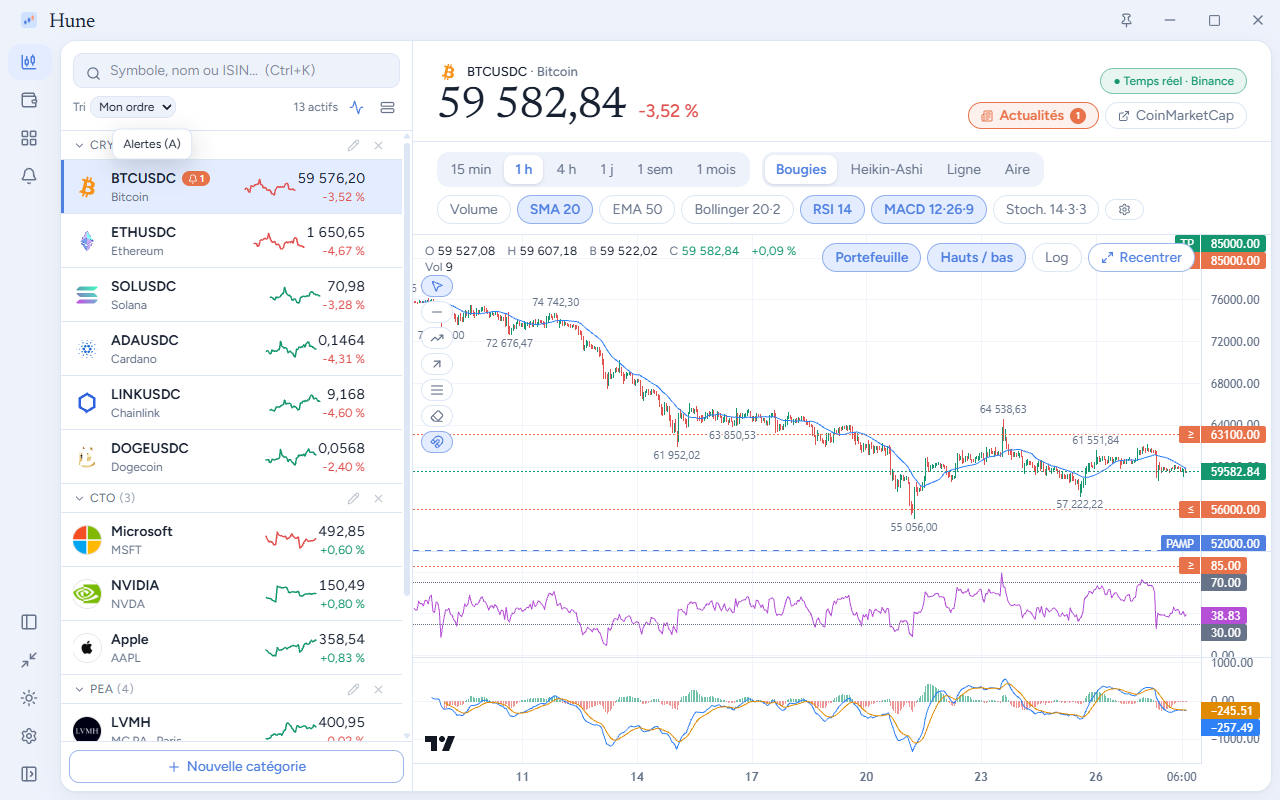 Hune
Symbole, nom ou ISIN... (Ctrl+K)
Tri Mon ordre 13 actifs
CRY
Alertes (A)
BTCUSDC 1 59 576,20
Bitcoin -3,52 %
ETHUSDC 1 650,65
Ethereum -4,67 %
SOLUSDC 70,98
Solana -3,28 %
ADAUSDC 0,1464
Cardano -4,31 %
LINKUSDC 9,168
Chainlink -4,60 %
DOGEUSDC 0,0568
Dogecoin -2,40 %
CTO (3)
Microsoft 492,85
MSFT +0,60 %
NVIDIA 150,49
NVDA +0,80 %
Apple 358,54
AAPL +0,83 %
PEA (4)
LVMH 400,95
MC.PA · Paris -0,02 %
+ Nouvelle catégorie
BTCUSDC · Bitcoin
59 582,84 -3,52 %
Temps réel · Binance
Actualités 1
CoinMarketCap
15 min 1 h 4 h 1 j 1 sem 1 mois
Bougies Heikin-Ashi Ligne Aire
Volume SMA 20 EMA 50 Bollinger 20·2 RSI 14 MACD 12·26·9 Stoch. 14·3·3
O 59 527,08 H 59 607,18 B 59 522,02 C 59 582,84 +0,09 %
Vol 9
Portefeuille Hauts / bas Log Recentrer
TP 85000.00
85000.00
74 742,30
72 676,47
61 952,02
63 850,53
55 056,00
64 538,63
57 222,22
61 551,84
76000.00
72000.00
68000.00
64000.00
≥ 63100.00
59582.84
≤ 56000.00
PAMP 52000.00
≥ 85.00
70.00
38.83
30.00
0.00
1000.00
0.00
−245.51
−257.49
−1000.00
11 14 17 20 23 26 06:00